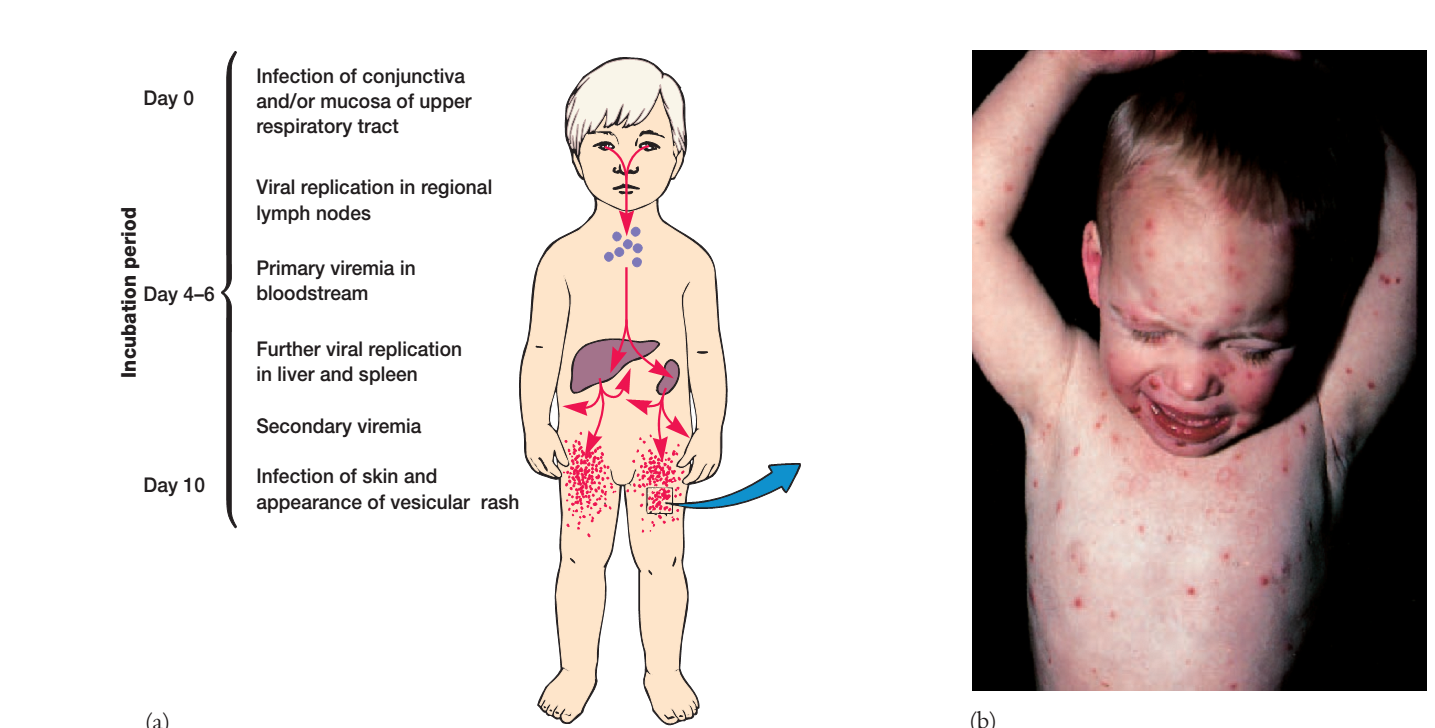 Day 0
Infection of conjunctiva
and/or mucosa of upper
respiratory tract
Viral replication in regional
lymph nodes
Incubation period
Day 4–6
Primary viremia in
bloodstream
Further viral replication
in liver and spleen
Secondary viremia
Day 10
Infection of skin and
appearance of vesicular rash
(a)
(b)